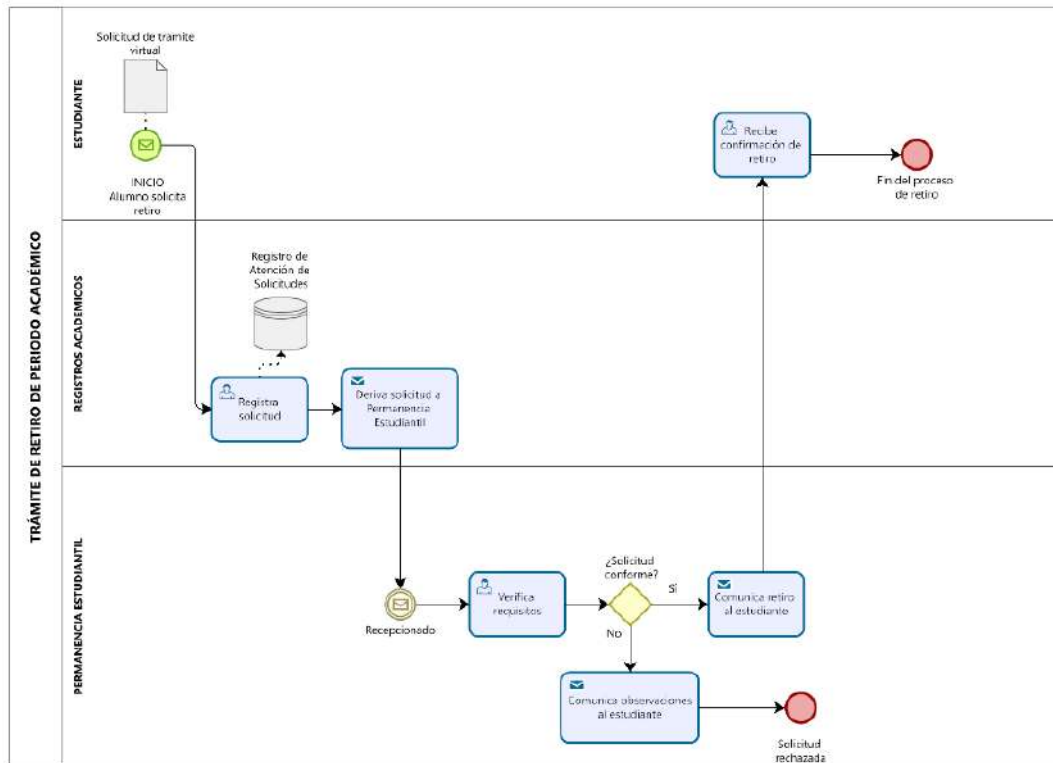 TRÁMITE DE RETIRO DE PERIODO ACADÉMICO
ESTUDIANTE
Solicitud de tramite
virtual
INICIO
Alumno solicita
retiro
Recibe
confirmación de
retiro
Fin del proceso
de retiro
REGISTROS ACADEMICOS
Registro de
Atención de
Solicitudes
Registra
solicitud
Deriva solicitud a
Permanencia
Estudiantil
PERMANENCIA ESTUDIANTIL
Recepcionado
Verifica
requisitos
¿Solicitud
conforme?
Sí
No
Comunica retiro
al estudiante
Comunica observaciones
al estudiante
Solicitud
rechazada